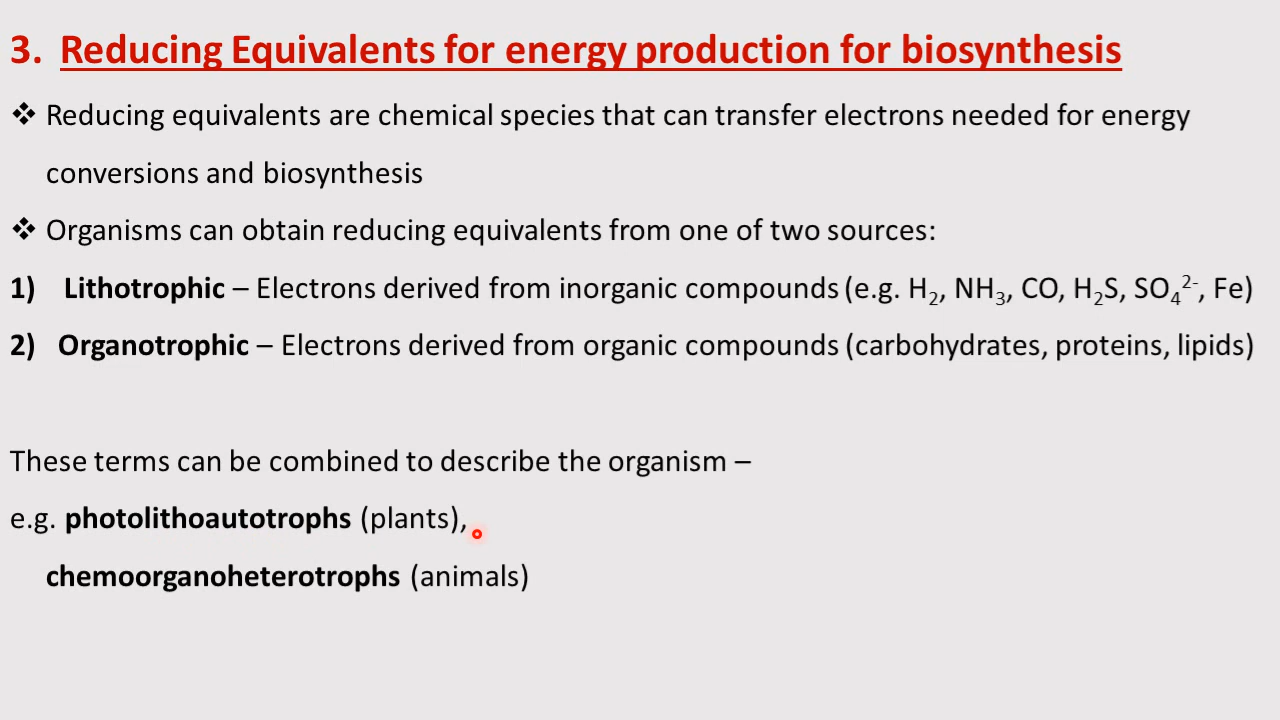 3. Reducing Equivalents for energy production for biosynthesis
❖ Reducing equivalents are chemical species that can transfer electrons needed for energy
conversions and biosynthesis
❖ Organisms can obtain reducing equivalents from one of two sources:
1) Lithotrophic – Electrons derived from inorganic compounds (e.g. H₂, NH₃, CO, H₂S, SO₄²⁻, Fe)
2) Organotrophic – Electrons derived from organic compounds (carbohydrates, proteins, lipids)
These terms can be combined to describe the organism –
e.g. photolithoautotrophs (plants),
chemoorganoheterotrophs (animals)